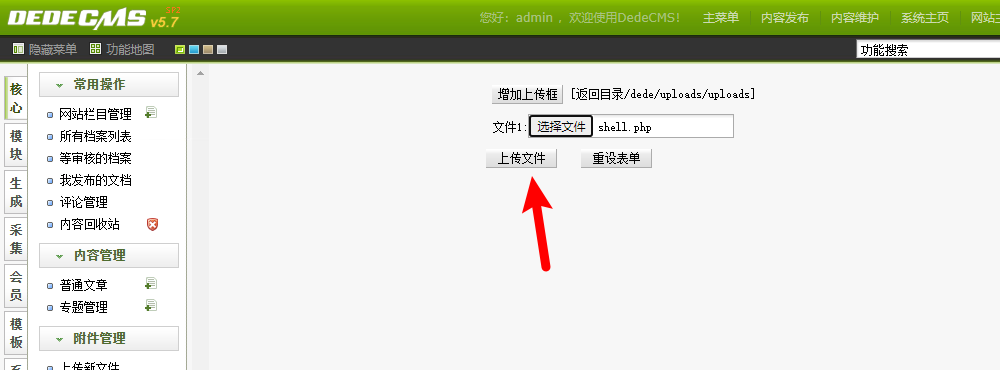 DEDECMS v5.7 SP2
您好：admin ，欢迎使用DedeCMS！ 主菜单 内容发布 内容维护 系统主页 网站主
隐藏菜单 功能地图 功能搜索
核心
模块
生成
采集
会员
模板
常用操作
网站栏目管理
所有档案列表
等审核的档案
我发布的文档
评论管理
内容回收站
内容管理
普通文章
专题管理
附件管理
上传新文件
增加上传框 [返回目录/dede/uploads/uploads]
文件1: 选择文件 shell.php
上传文件 重设表单